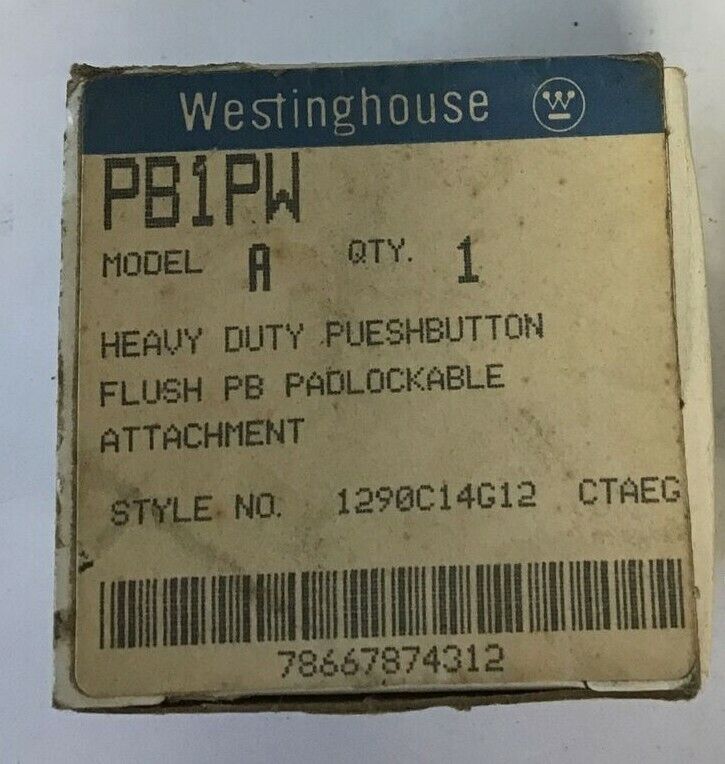 Westinghouse W
PB1PW
MODEL A QTY. 1
HEAVY DUTY PUESHBUTTON
FLUSH PB PADLOCKABLE
ATTACHMENT
STYLE NO. 1290C14G12 CTAEG
78667874312